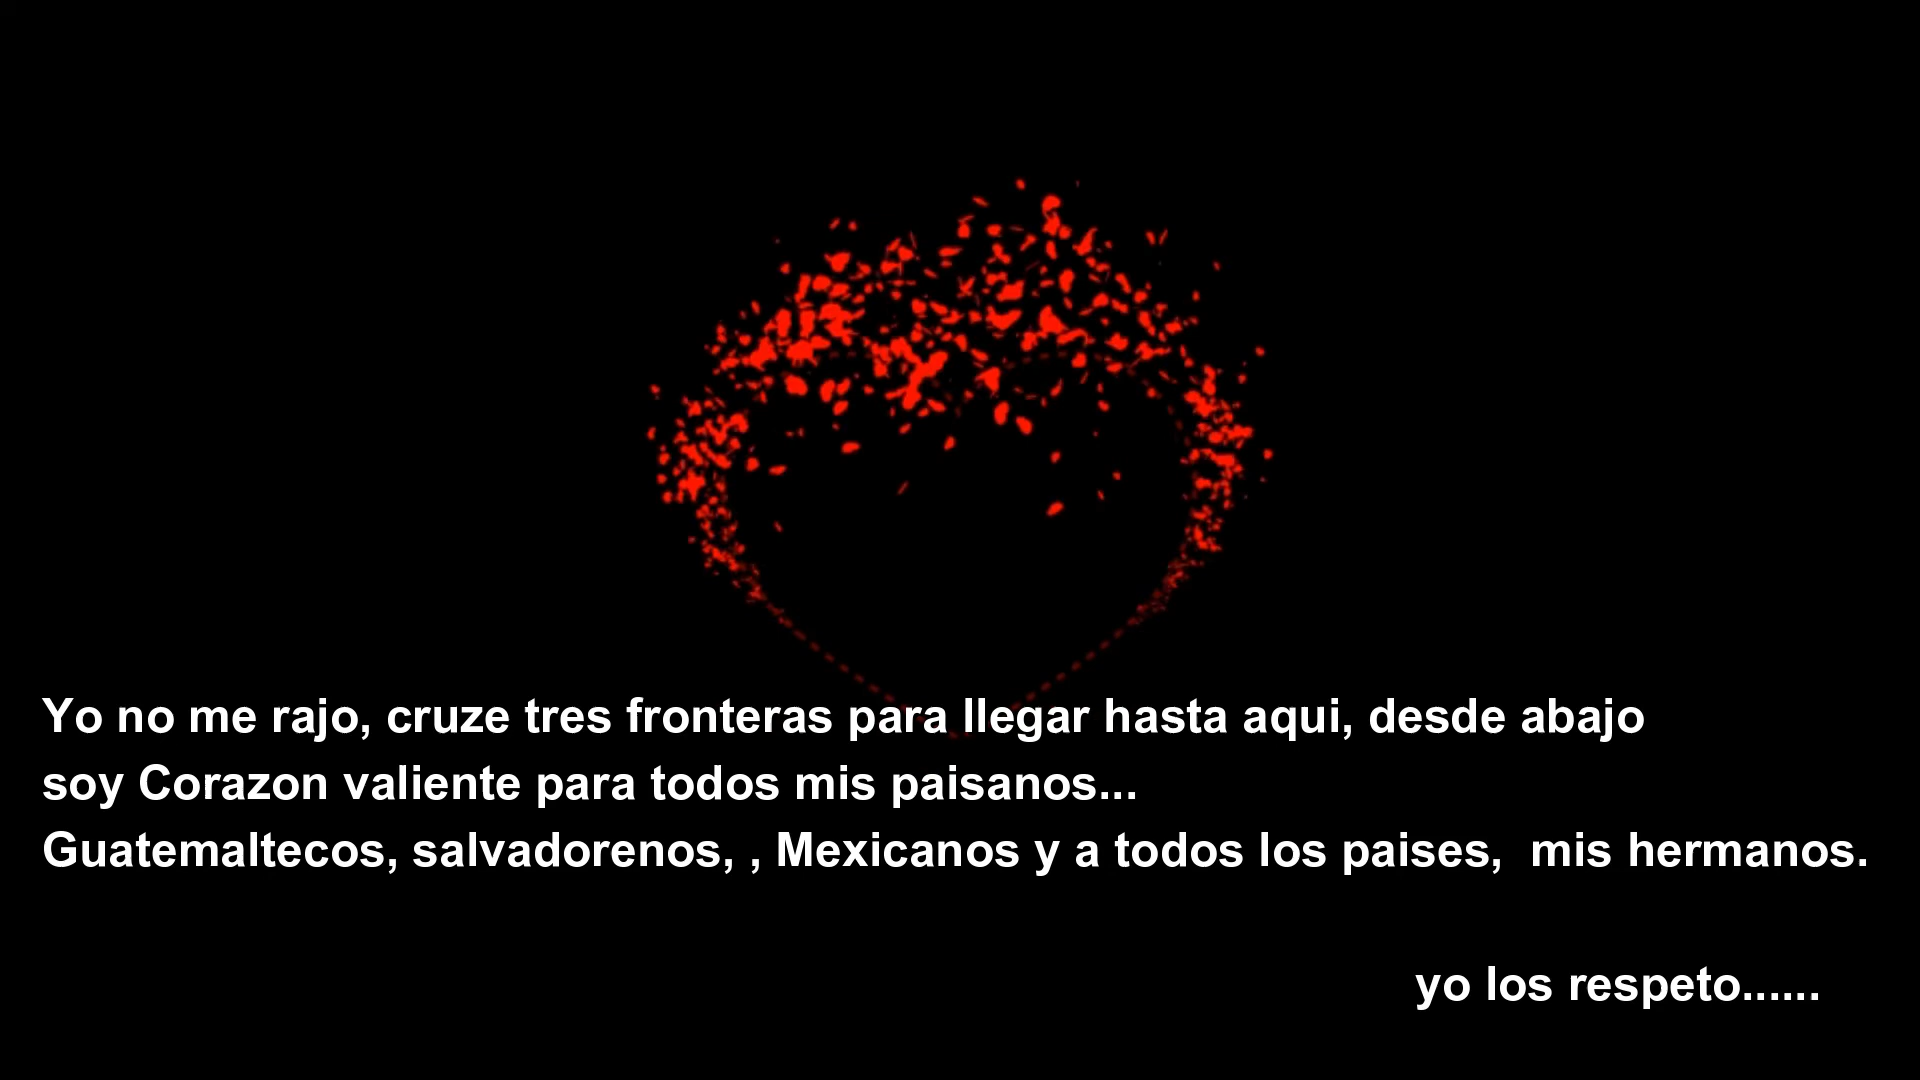 Yo no me rajo, cruze tres fronteras para llegar hasta aqui, desde abajo
soy Corazon valiente para todos mis paisanos...
Guatemaltecos, salvadorenos, , Mexicanos y a todos los paises,  mis hermanos.
yo los respeto......